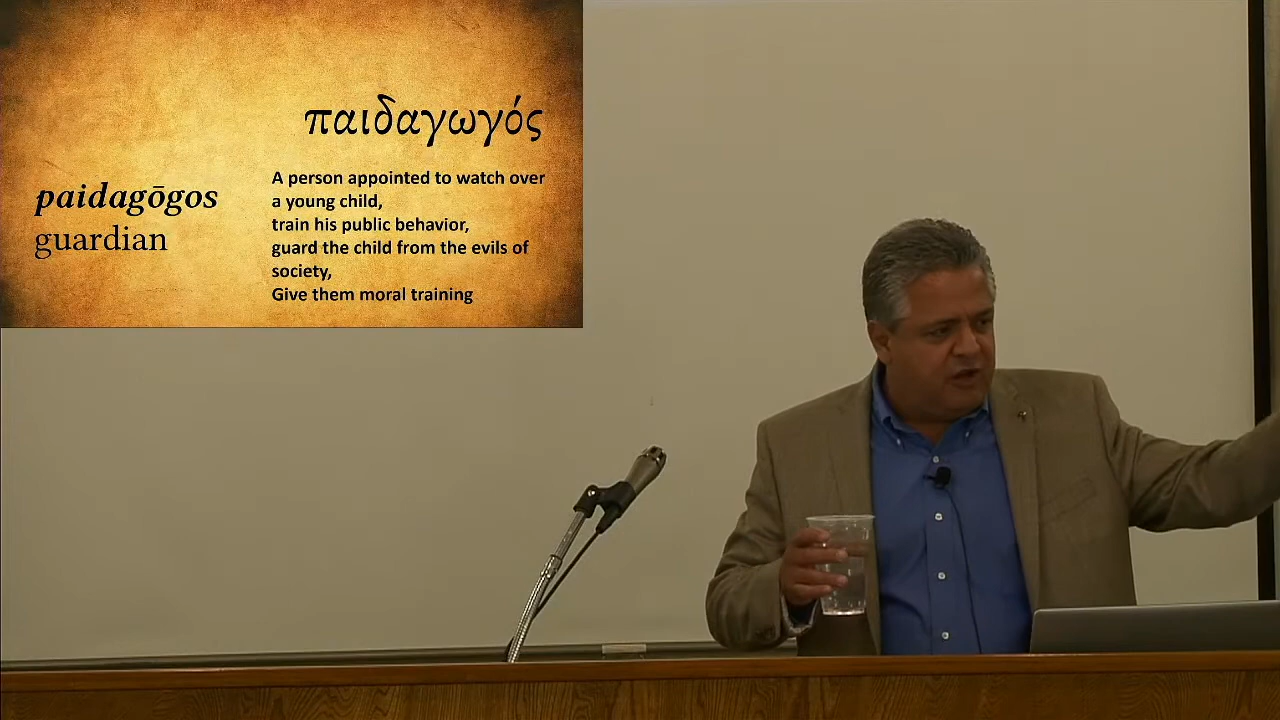 παιδαγωγός
paidagōgos
guardian
A person appointed to watch over
a young child,
train his public behavior,
guard the child from the evils of
society,
Give them moral training